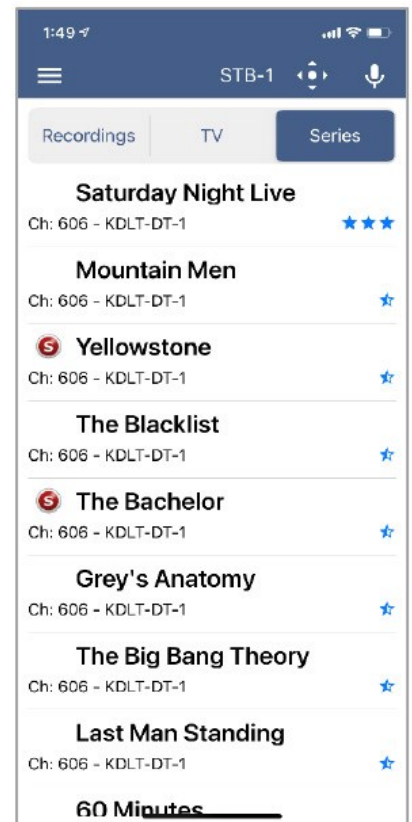 1:49
STB-1
Recordings TV Series
Saturday Night Live
Ch: 606 - KDLT-DT-1
Mountain Men
Ch: 606 - KDLT-DT-1
S Yellowstone
Ch: 606 - KDLT-DT-1
The Blacklist
Ch: 606 - KDLT-DT-1
S The Bachelor
Ch: 606 - KDLT-DT-1
Grey's Anatomy
Ch: 606 - KDLT-DT-1
The Big Bang Theory
Ch: 606 - KDLT-DT-1
Last Man Standing
Ch: 606 - KDLT-DT-1
60 Minutes